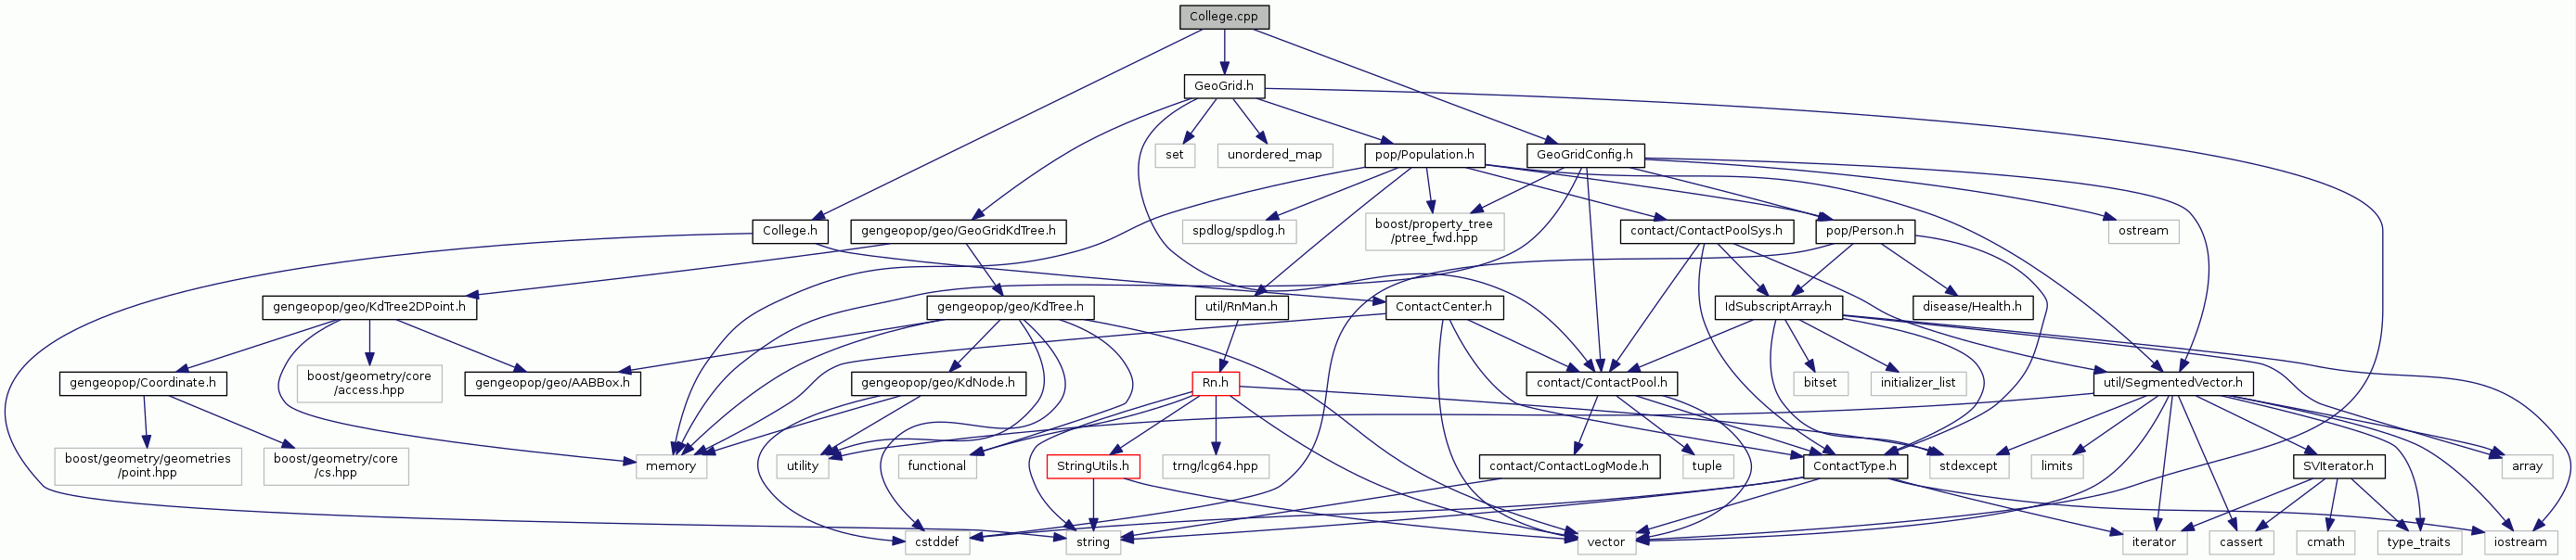 College.cpp
GeoGrid.h
set
unordered_map
pop/Population.h
GeoGridConfig.h
College.h
gengeopop/geo/GeoGridKdTree.h
spdlog/spdlog.h
boost/property_tree
/ptree_fwd.hpp
contact/ContactPoolSys.h
pop/Person.h
ostream
gengeopop/geo/KdTree2DPoint.h
gengeopop/geo/KdTree.h
util/RnMan.h
ContactCenter.h
IdSubscriptArray.h
disease/Health.h
gengeopop/Coordinate.h
boost/geometry/core
/access.hpp
gengeopop/geo/AABBox.h
gengeopop/geo/KdNode.h
Rn.h
contact/ContactPool.h
bitset
initializer_list
util/SegmentedVector.h
boost/geometry/geometries
/point.hpp
boost/geometry/core
/cs.hpp
memory
utility
functional
StringUtils.h
trng/lcg64.hpp
contact/ContactLogMode.h
tuple
ContactType.h
stdexcept
limits
SVIterator.h
array
cstddef
string
vector
iterator
cassert
cmath
type_traits
iostream